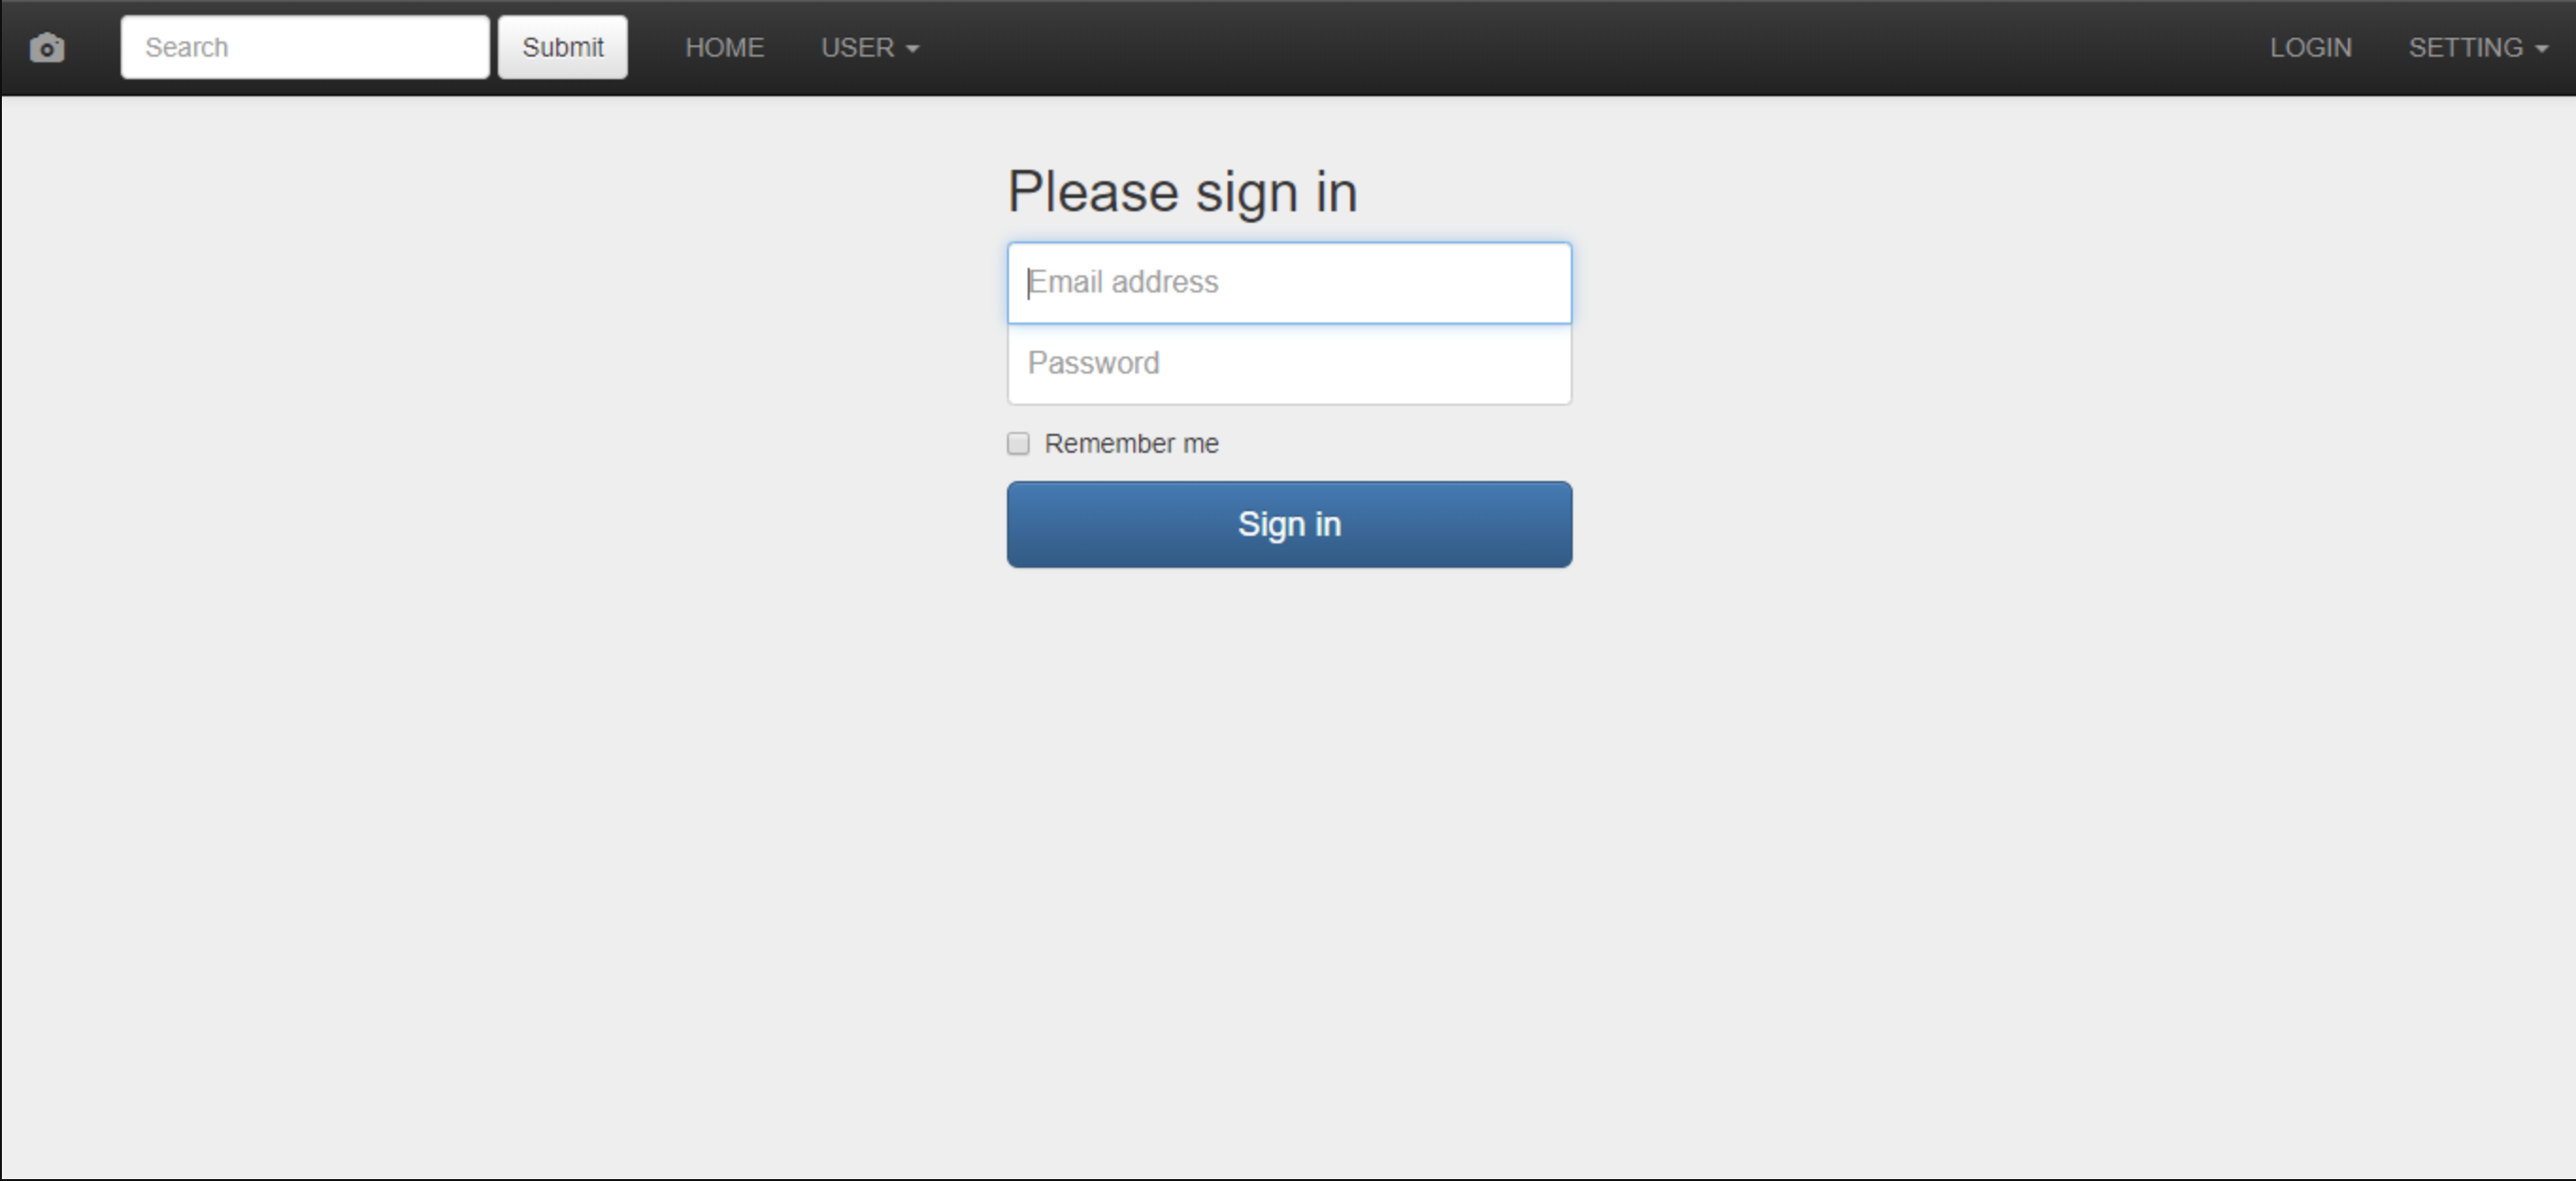 Search Submit HOME USER LOGIN SETTING
Please sign in
Email address
Password
Remember me
Sign in